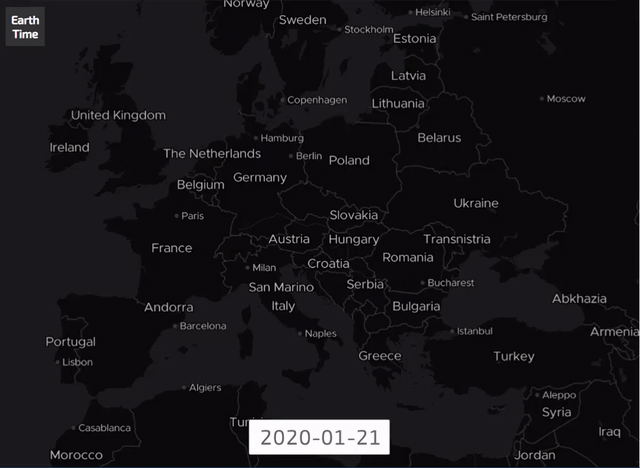 Earth
Time
Norway
Sweden
Helsinki
Saint Petersburg
Stockholm
Estonia
Latvia
Moscow
Copenhagen
Lithuania
United Kingdom
Hamburg
Belarus
Ireland
The Netherlands
Berlin
Poland
Belgium
Germany
Ukraine
Paris
Slovakia
France
Austria
Hungary
Transnistria
Milan
Croatia
Romania
San Marino
Serbia
Bucharest
Abkhazia
Andorra
Italy
Bulgaria
Barcelona
Naples
Istanbul
Armenia
Portugal
Greece
Turkey
Lisbon
Algiers
Aleppo
Syria
Casablanca
Iraq
2020-01-21
Morocco
Jordan